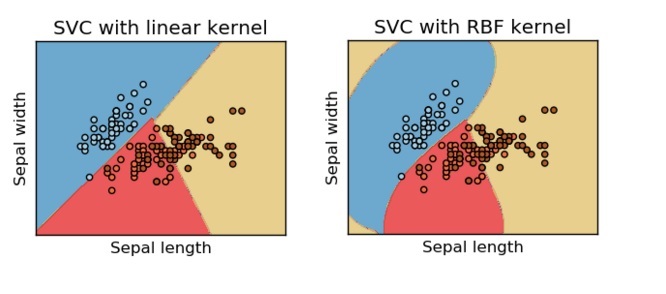 SVC with linear kernel
SVC with RBF kernel
Sepal width
Sepal length
Sepal width
Sepal length